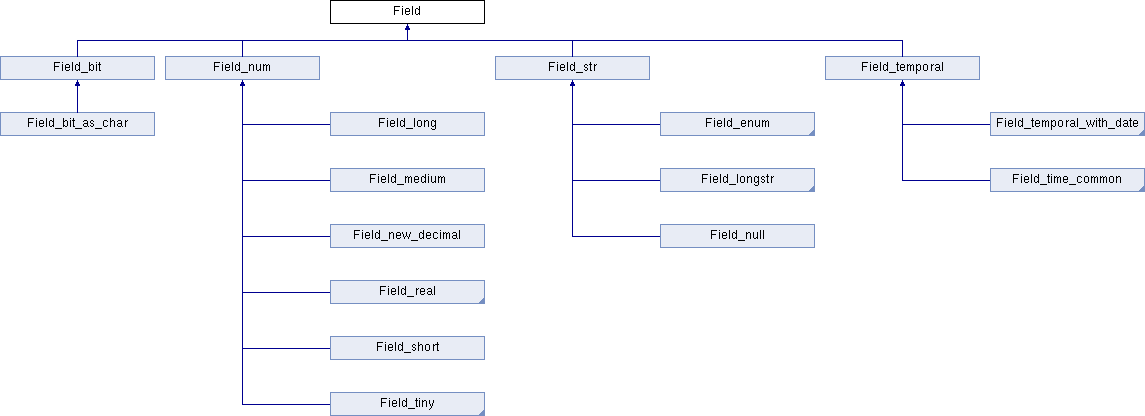 Field
Field_bit
Field_num
Field_str
Field_temporal
Field_bit_as_char
Field_long
Field_enum
Field_temporal_with_date
Field_medium
Field_longstr
Field_time_common
Field_new_decimal
Field_null
Field_real
Field_short
Field_tiny